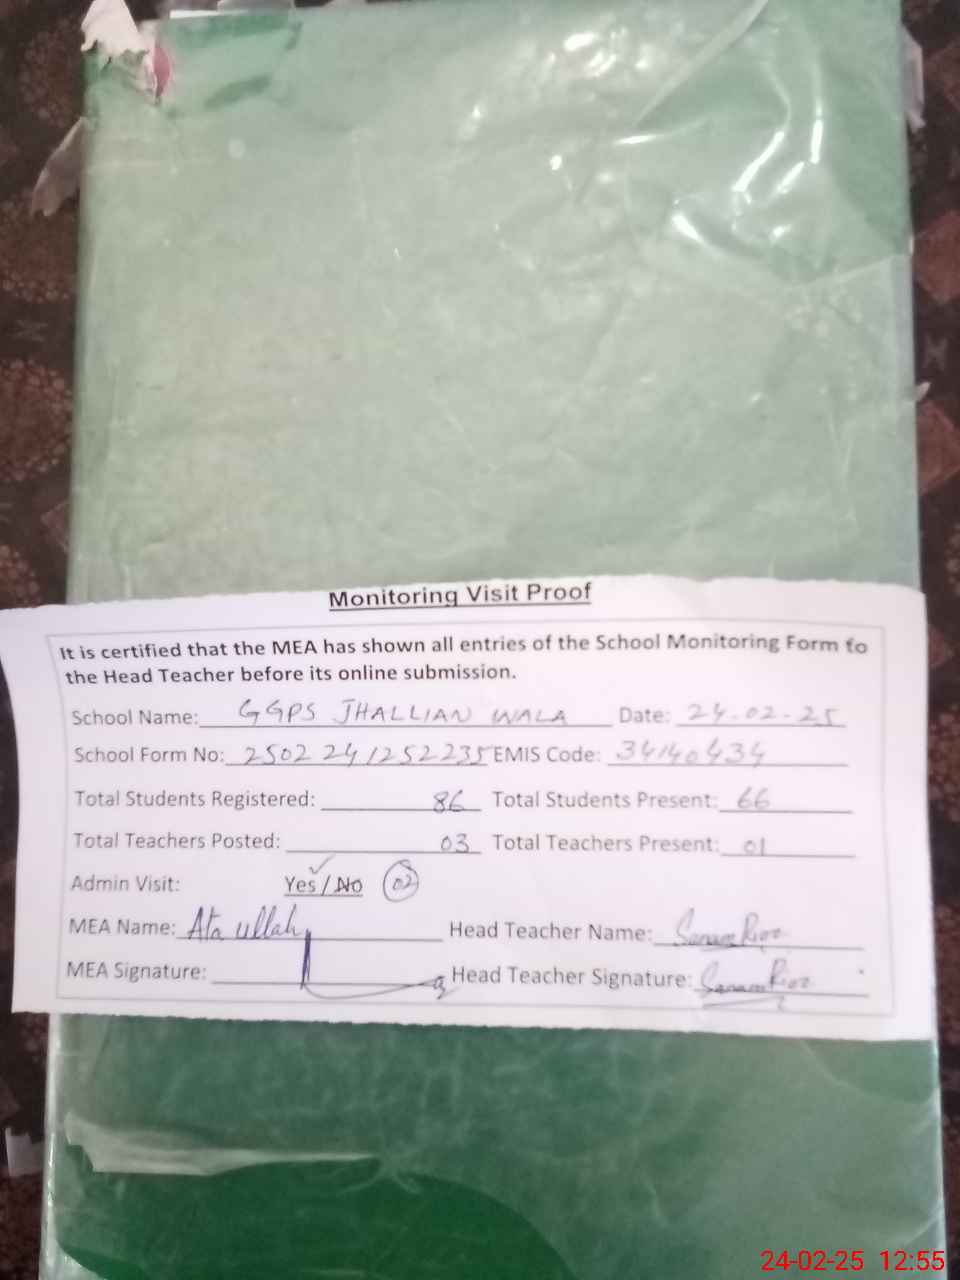 Monitoring Visit Proof
It is certified that the MEA has shown all entries of the School Monitoring Form to
the Head Teacher before its online submission.
School Name: GGPS JHALLIAN WALA Date: 24-02-25
School Form No: 2502241252235 EMIS Code: 34140434
Total Students Registered: 86 Total Students Present: 66
Total Teachers Posted: 03 Total Teachers Present: 01
Admin Visit: Yes / No 02
MEA Name: Ata ullah Head Teacher Name: Sanam
MEA Signature: Head Teacher Signature: Sanam
24-02-25 12:55